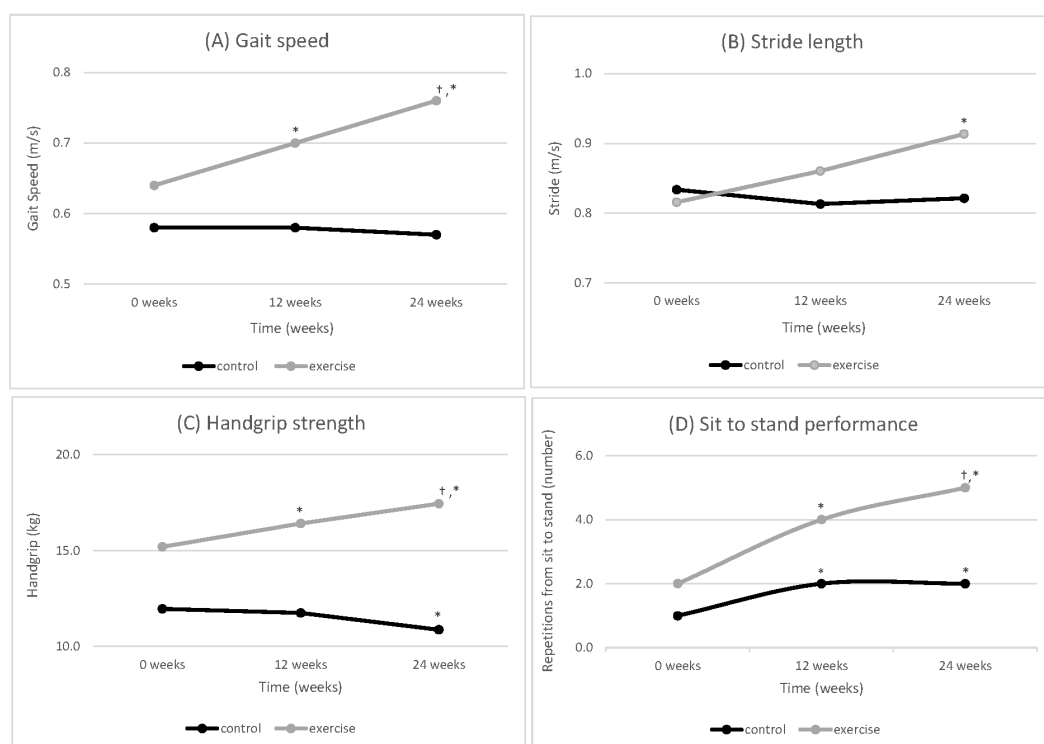 (A) Gait speed
Gait Speed (m/s)
0.8
0.7
0.6
0.5
* †,*
0 weeks 12 weeks 24 weeks
Time (weeks)
control exercise
(B) Stride length
Stride (m/s)
1.0
0.9
0.8
0.7
*
0 weeks 12 weeks 24 weeks
Time (weeks)
control exercise
(C) Handgrip strength
Handgrip (kg)
20.0
15.0
10.0
* †,*
*
0 weeks 12 weeks 24 weeks
Time (weeks)
control exercise
(D) Sit to stand performance
Repetitions from sit to stand (number)
6.0
4.0
2.0
0.0
* †,*
* *
0 weeks 12 weeks 24 weeks
Time (weeks)
control exercise